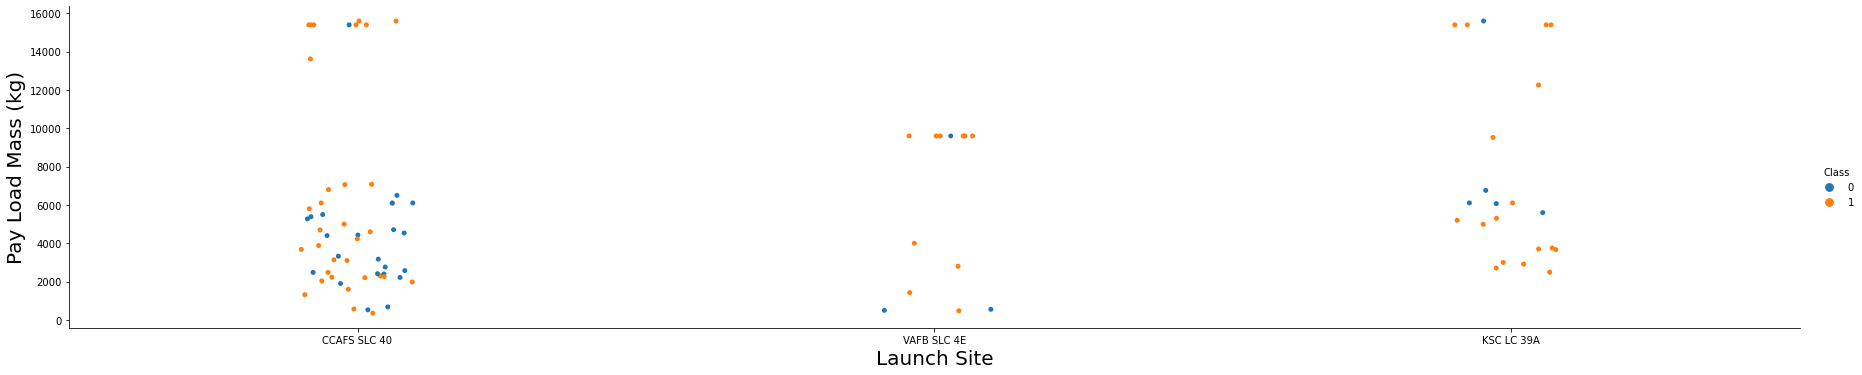 Pay Load Mass (kg)
16000
14000
12000
10000
8000
6000
4000
2000
0
CCAFS SLC 40
VAFB SLC 4E
KSC LC 39A
Launch Site
Class
0
1